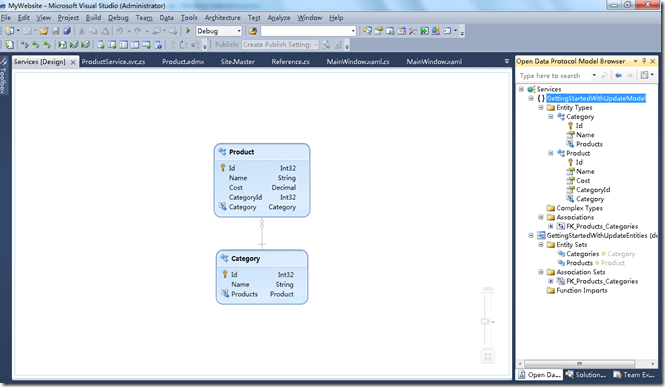 MyWebsite - Microsoft Visual Studio (Administrator)
File Edit View Project Build Debug Team Data Tools Architecture Test Analyze Window Help
Debug
Publish: Create Publish Settings
Toolbox
Services [Design] ProductService.svc.cs Product.edmx Site.Master Reference.cs MainWindow.xaml.cs MainWindow.xaml
Product
Id Int32
Name String
Cost Decimal
CategoryId Int32
Category Category
Category
Id Int32
Name String
Products Product
Open Data Protocol Model Browser
Type here to search
Services
{} GettingStartedWithUpdateModel
Entity Types
Category
Id
Name
Products
Product
Id
Name
Cost
CategoryId
Category
Complex Types
Associations
FK_Products_Categories
GettingStartedWithUpdateEntities (de
Entity Sets
Categories Category
Products Product
Association Sets
FK_Products_Categories
Function Imports
Open Da... Solution... Team Ex...